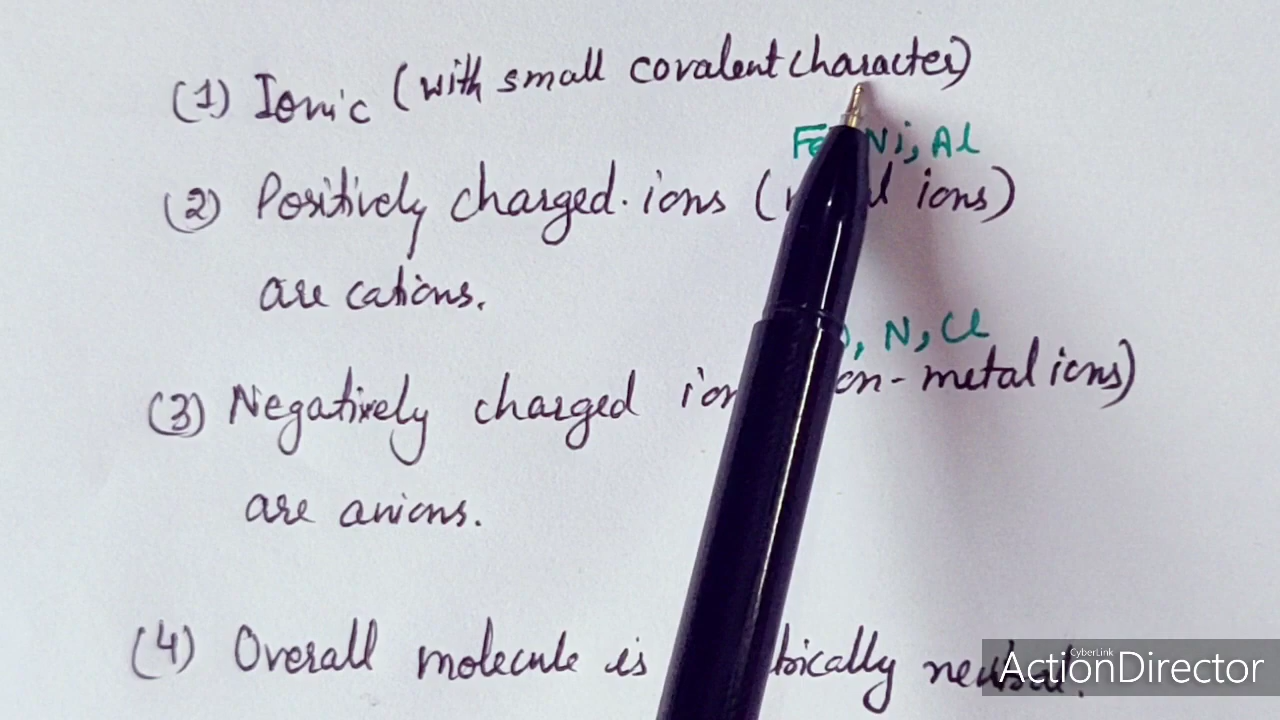 (1) Ionic (with small covalent character)
Fe, Ni, Al
(2) Positively charged ions ( ions)
are cations.
, N, Cl
(3) Negatively charged -metal ions)
are anions.
(4) Overall molecule is
CyberLink
ActionDirector